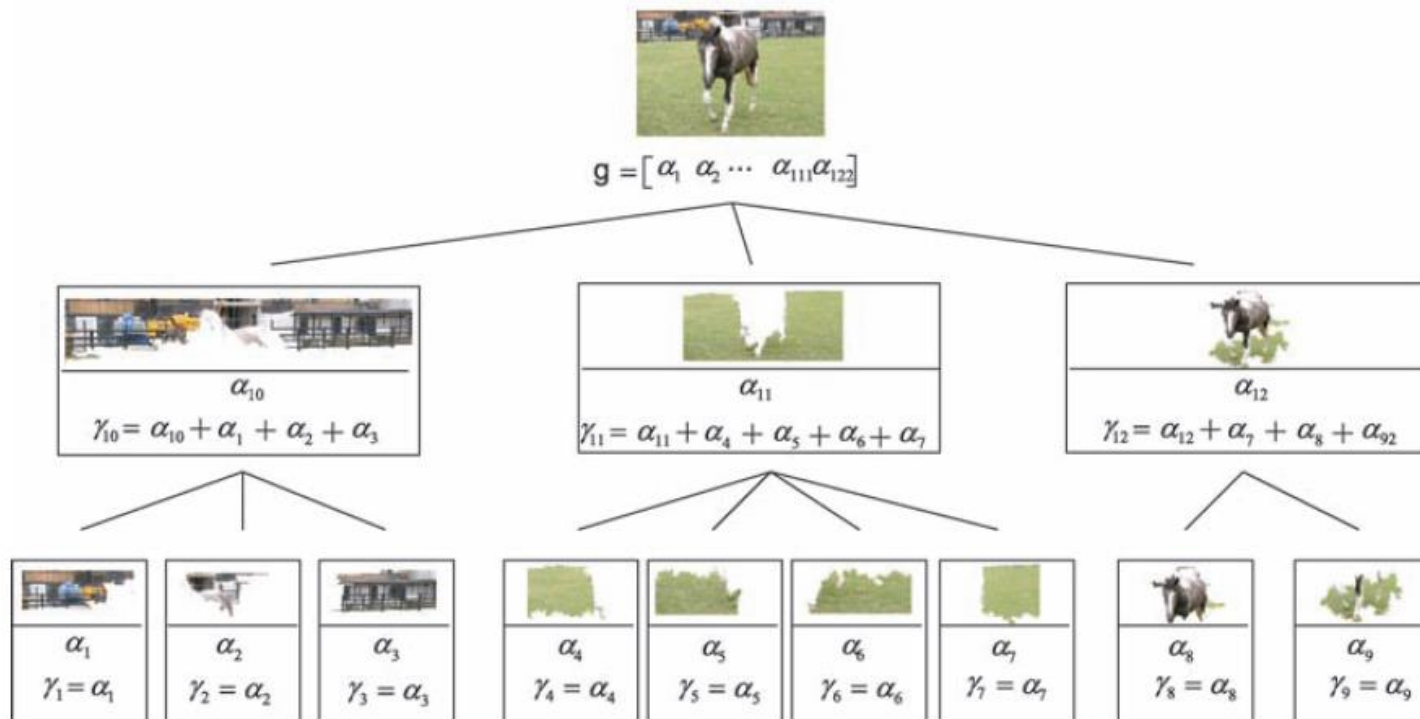 g = [ α₁ α₂ ⋯ α₁₁₁α₁₂₂]
α₁₀
γ₁₀ = α₁₀ + α₁ + α₂ + α₃
α₁₁
γ₁₁ = α₁₁ + α₄ + α₅ + α₆ + α₇
α₁₂
γ₁₂ = α₁₂ + α₇ + α₈ + α₉₂
α₁
γ₁ = α₁
α₂
γ₂ = α₂
α₃
γ₃ = α₃
α₄
γ₄ = α₄
α₅
γ₅ = α₅
α₆
γ₆ = α₆
α₇
γ₇ = α₇
α₈
γ₈ = α₈
α₉
γ₉ = α₉